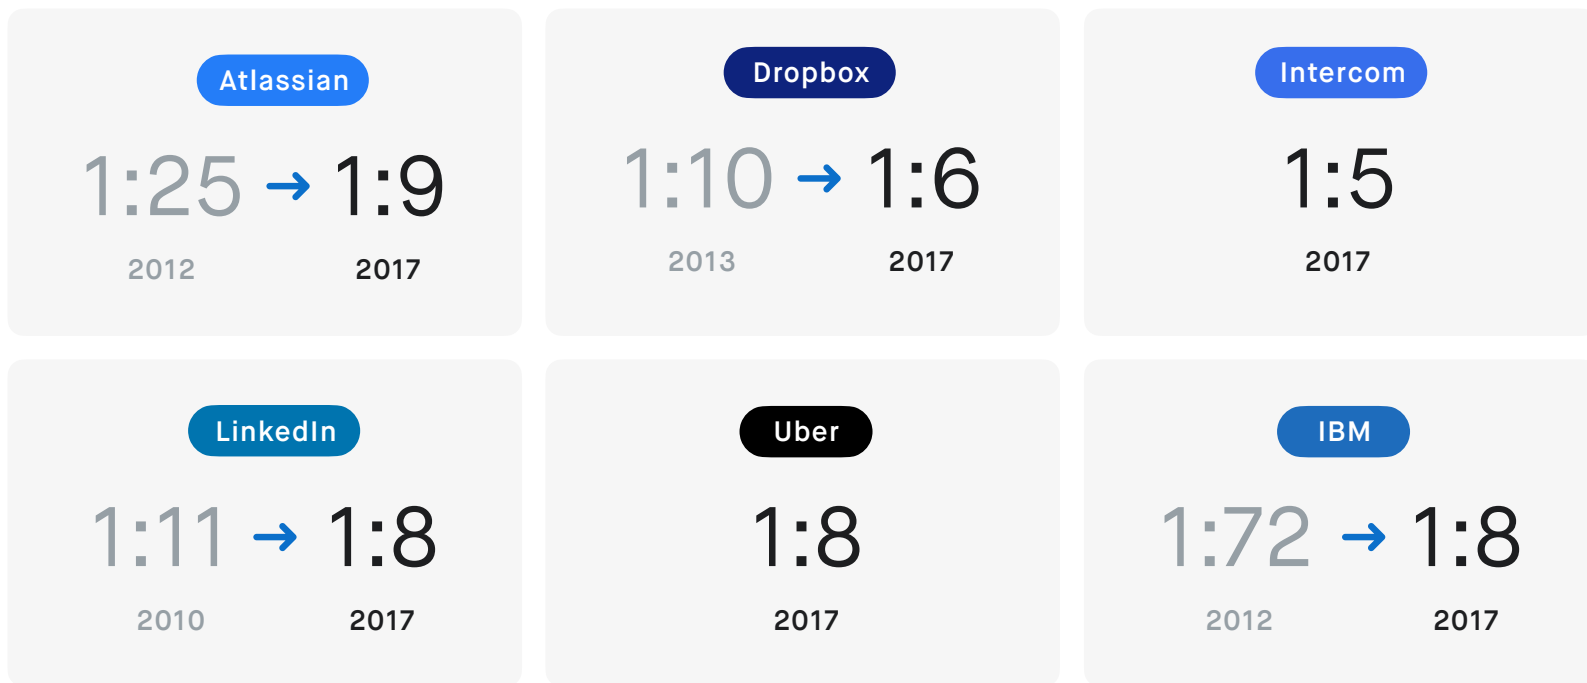 Atlassian
1:25 → 1:9
2012 2017
Dropbox
1:10 → 1:6
2013 2017
Intercom
1:5
2017
LinkedIn
1:11 → 1:8
2010 2017
Uber
1:8
2017
IBM
1:72 → 1:8
2012 2017